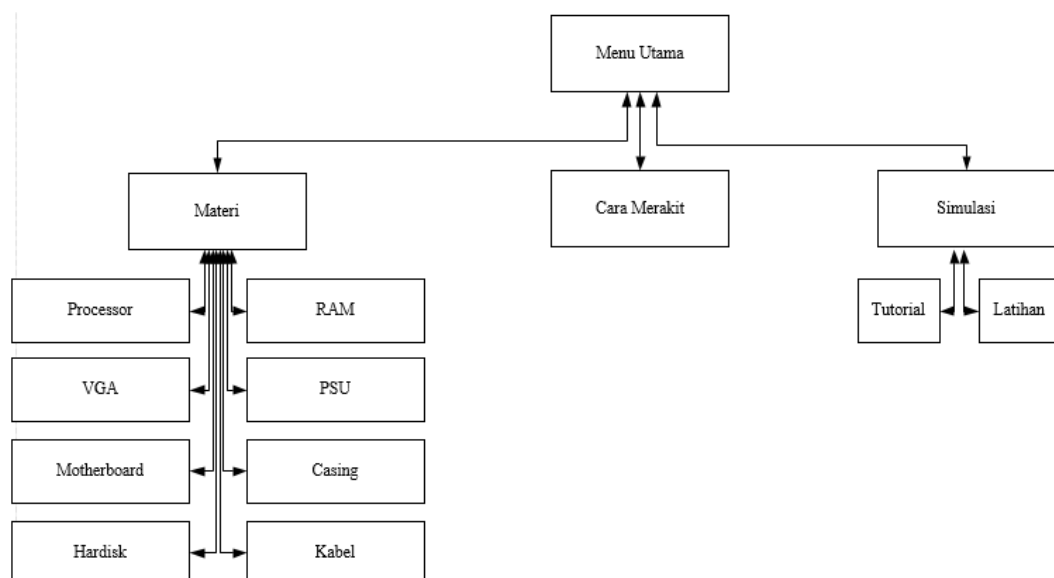 Menu Utama
Materi
Cara Merakit
Simulasi
Processor
RAM
Tutorial
Latihan
VGA
PSU
Motherboard
Casing
Hardisk
Kabel